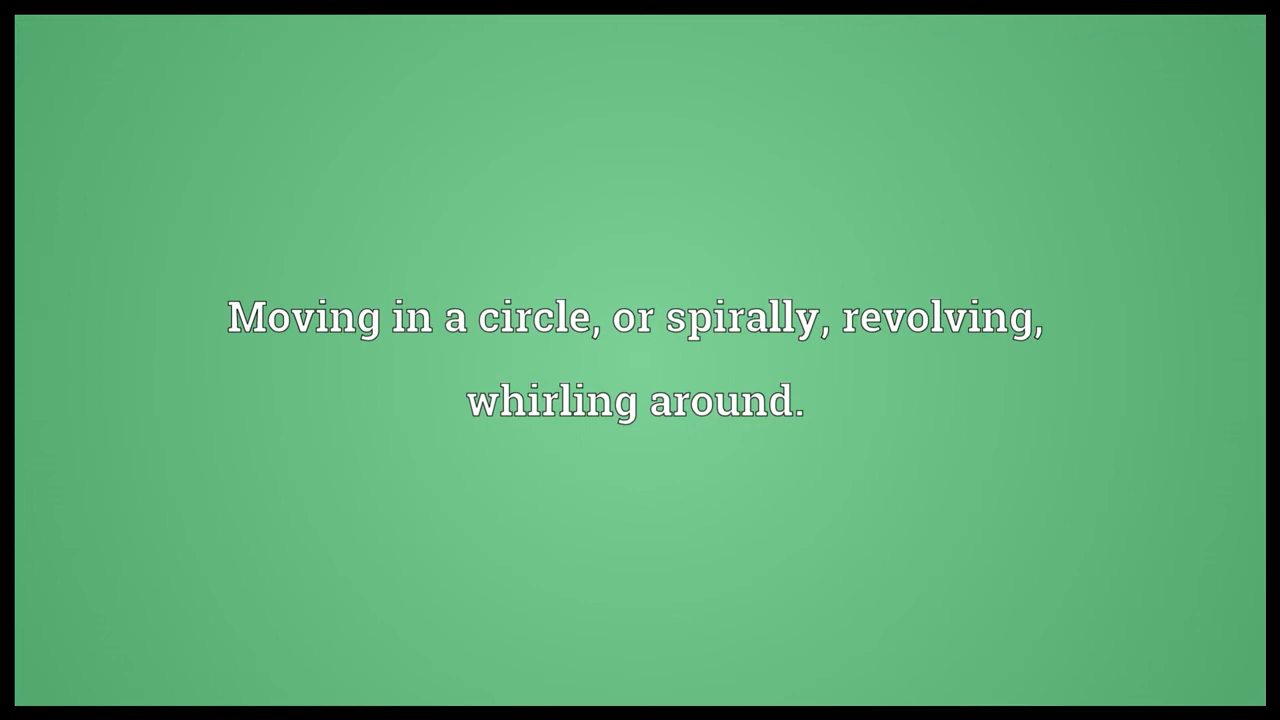 Moving in a circle, or spirally, revolving,
whirling around.